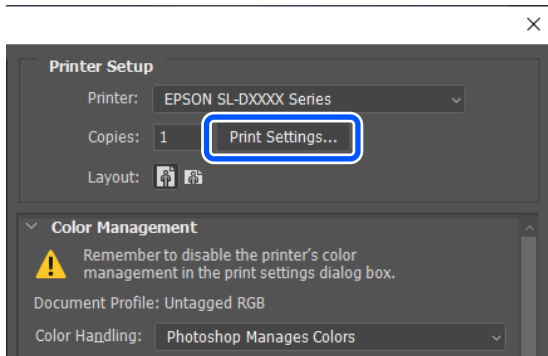 Printer Setup
Printer: EPSON SL-DXXXX Series
Copies: 1 Print Settings...
Layout:
Color Management
Remember to disable the printer's color
management in the print settings dialog box.
Document Profile: Untagged RGB
Color Handling: Photoshop Manages Colors